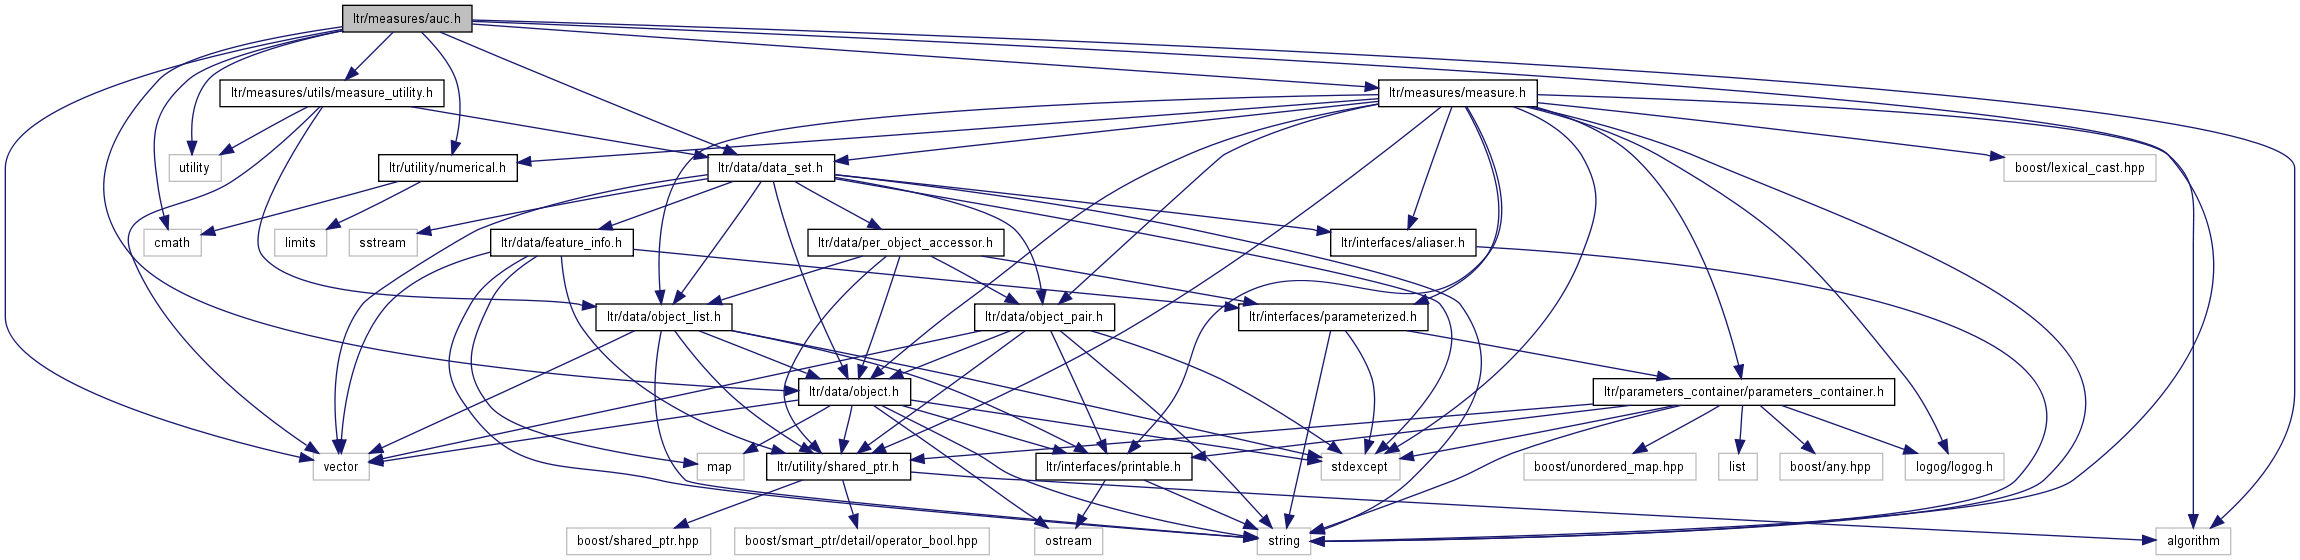 ltr/measures/auc.h
ltr/measures/utils/measure_utility.h
ltr/measures/measure.h
utility
ltr/utility/numerical.h
ltr/data/data_set.h
boost/lexical_cast.hpp
cmath
limits
sstream
ltr/data/feature_info.h
ltr/data/per_object_accessor.h
ltr/interfaces/aliaser.h
ltr/data/object_list.h
ltr/data/object_pair.h
ltr/interfaces/parameterized.h
ltr/data/object.h
ltr/parameters_container/parameters_container.h
vector
map
ltr/utility/shared_ptr.h
ltr/interfaces/printable.h
stdexcept
boost/unordered_map.hpp
list
boost/any.hpp
logog/logog.h
boost/shared_ptr.hpp
boost/smart_ptr/detail/operator_bool.hpp
ostream
string
algorithm